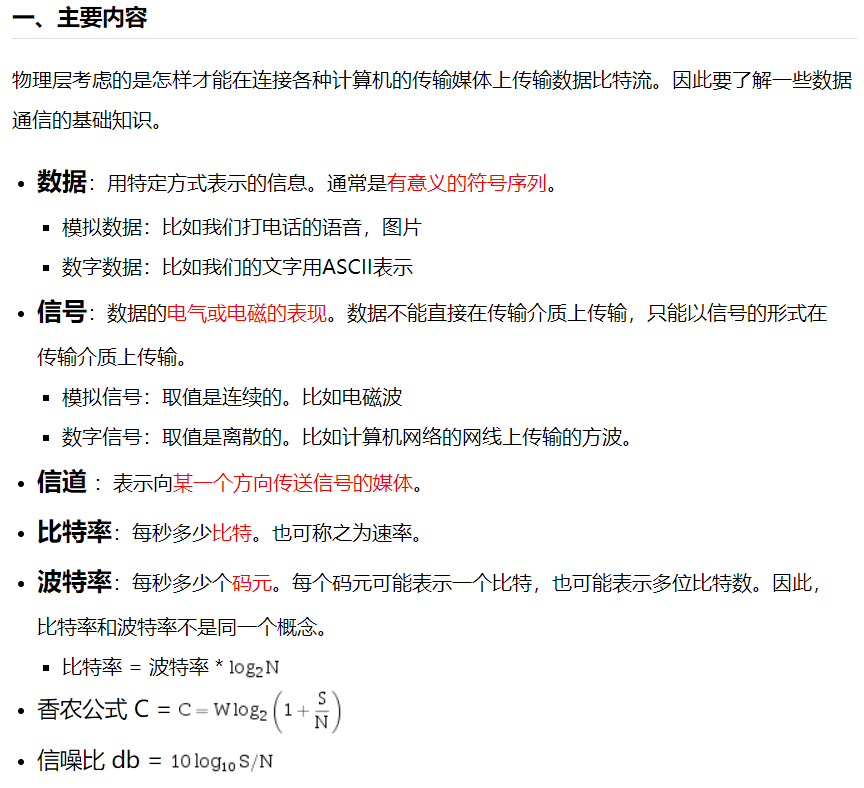 一、主要内容
物理层考虑的是怎样才能在连接各种计算机的传输媒体上传输数据比特流。因此要了解一些数据
通信的基础知识。
• 数据：用特定方式表示的信息。通常是有意义的符号序列。
▪ 模拟数据：比如我们打电话的语音，图片
▪ 数字数据：比如我们的文字用ASCII表示
• 信号：数据的电气或电磁的表现。数据不能直接在传输介质上传输，只能以信号的形式在
传输介质上传输。
▪ 模拟信号：取值是连续的。比如电磁波
▪ 数字信号：取值是离散的。比如计算机网络的网线上传输的方波。
• 信道 ：表示向某一个方向传送信号的媒体。
• 比特率：每秒多少比特。也可称之为速率。
• 波特率：每秒多少个码元。每个码元可能表示一个比特，也可能表示多位比特数。因此，
比特率和波特率不是同一个概念。
▪ 比特率 = 波特率 * log₂N
• 香农公式 C = C = W log₂(1 + S/N)
• 信噪比 db = 10 log₁₀ S/N